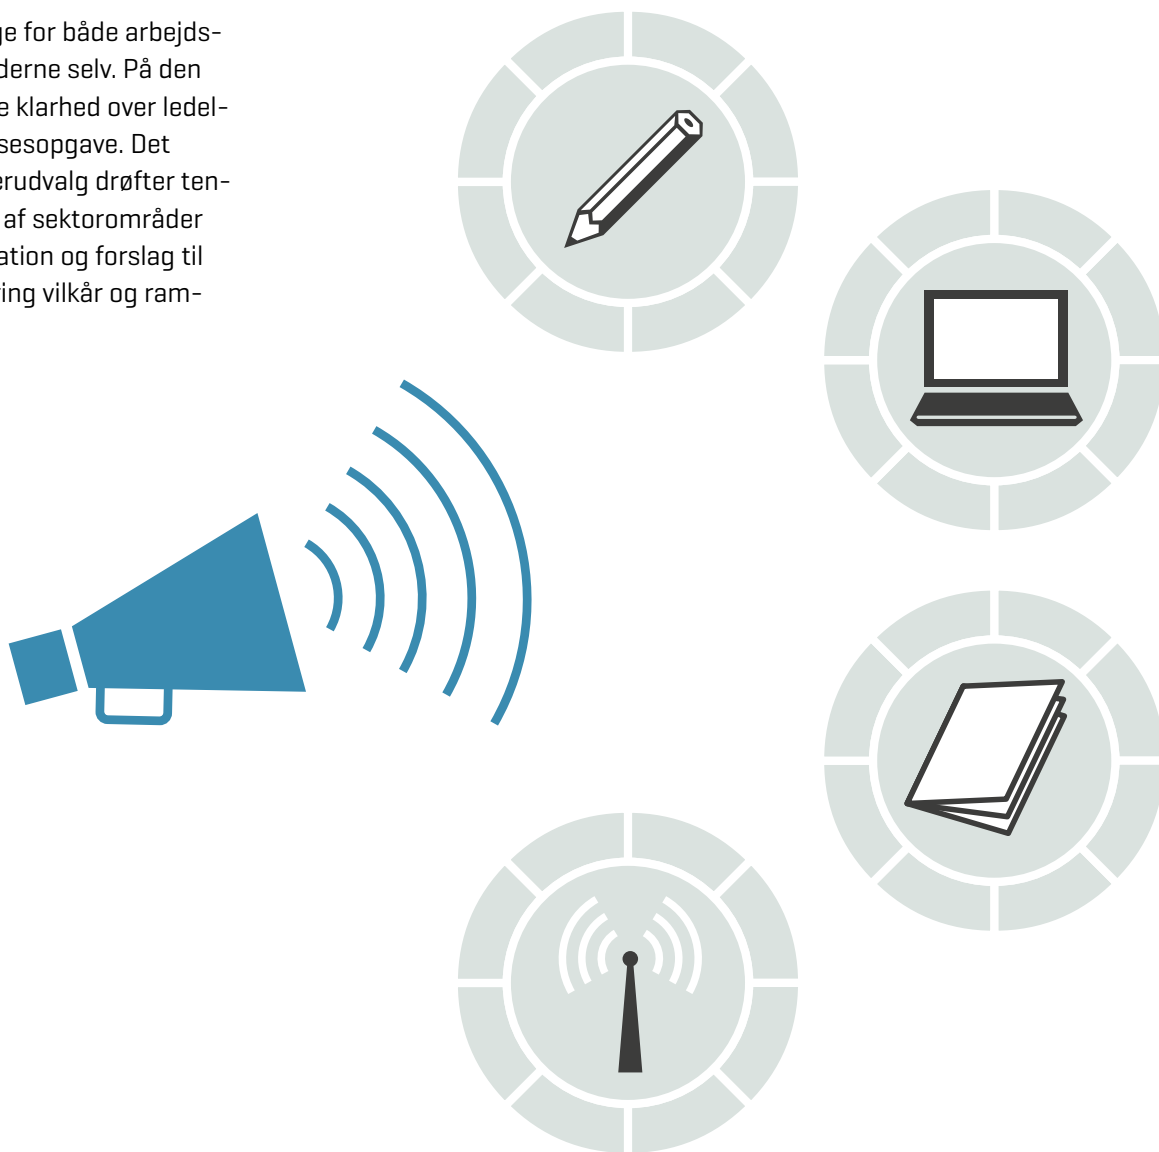 ge for både arbejds-
derne selv. På den
e klarhed over ledel-
sesopgave. Det
erudvalg drøfter ten-
af sektorområder
ation og forslag til
ring vilkår og ram-